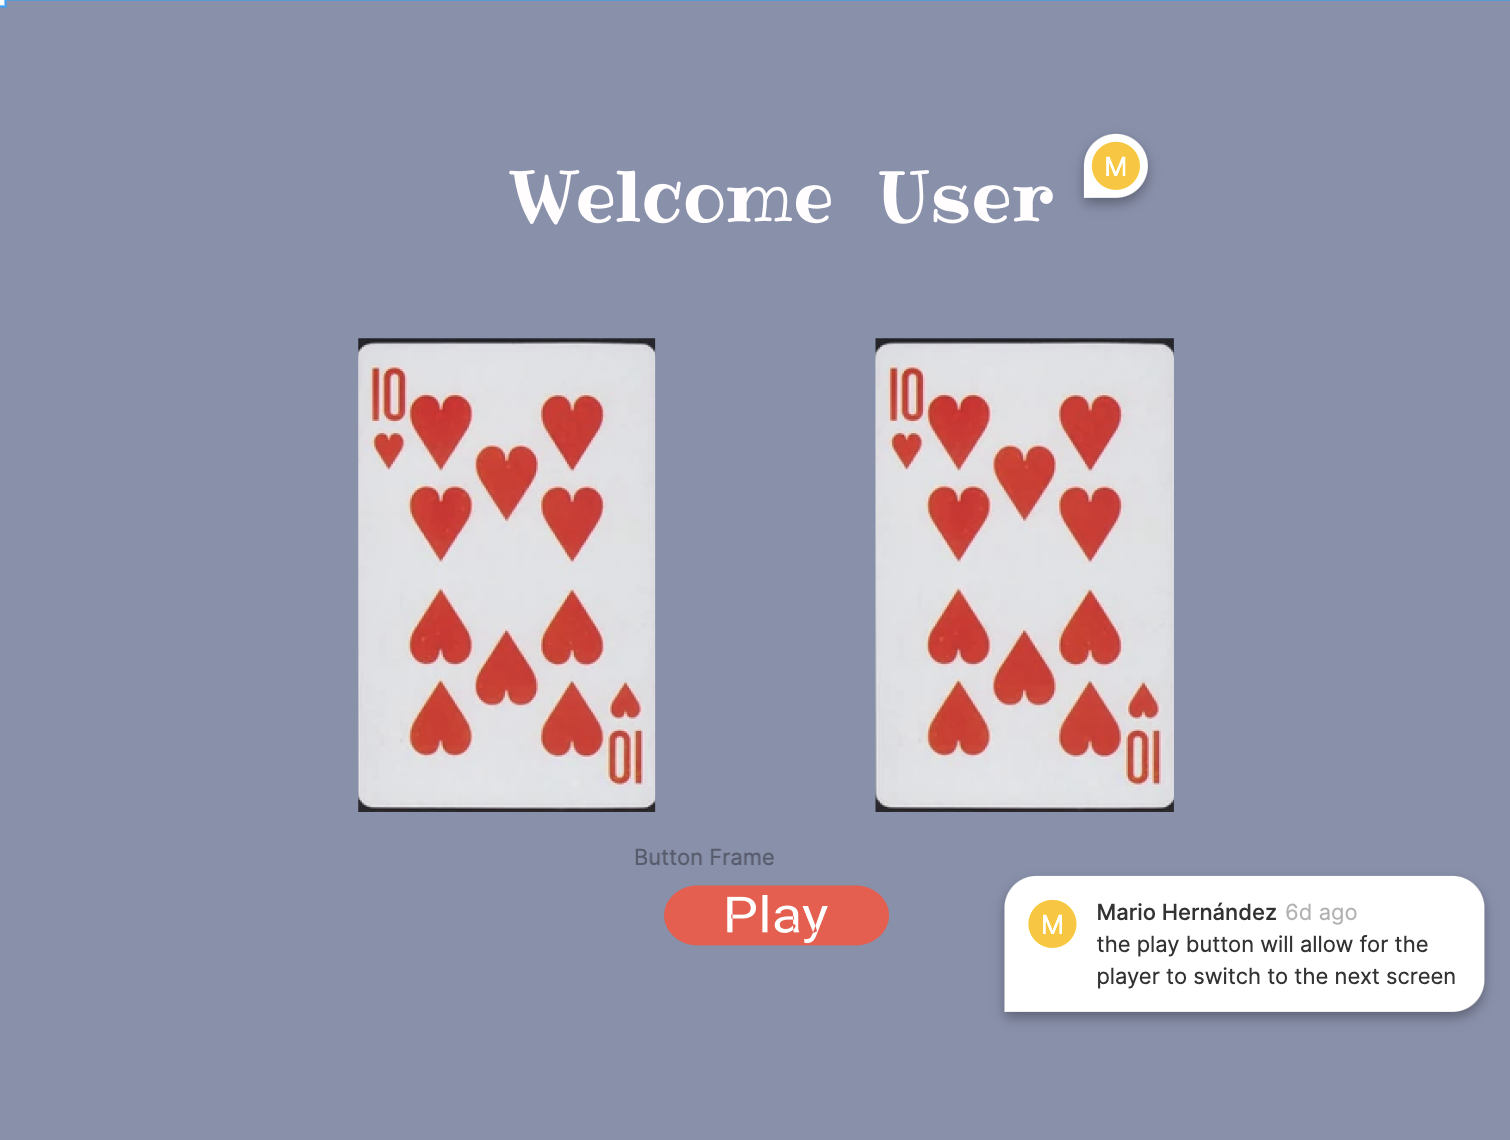 Welcome User
M
10
10
10
10
Button Frame
Play
M
Mario Hernández 6d ago
the play button will allow for the
player to switch to the next screen